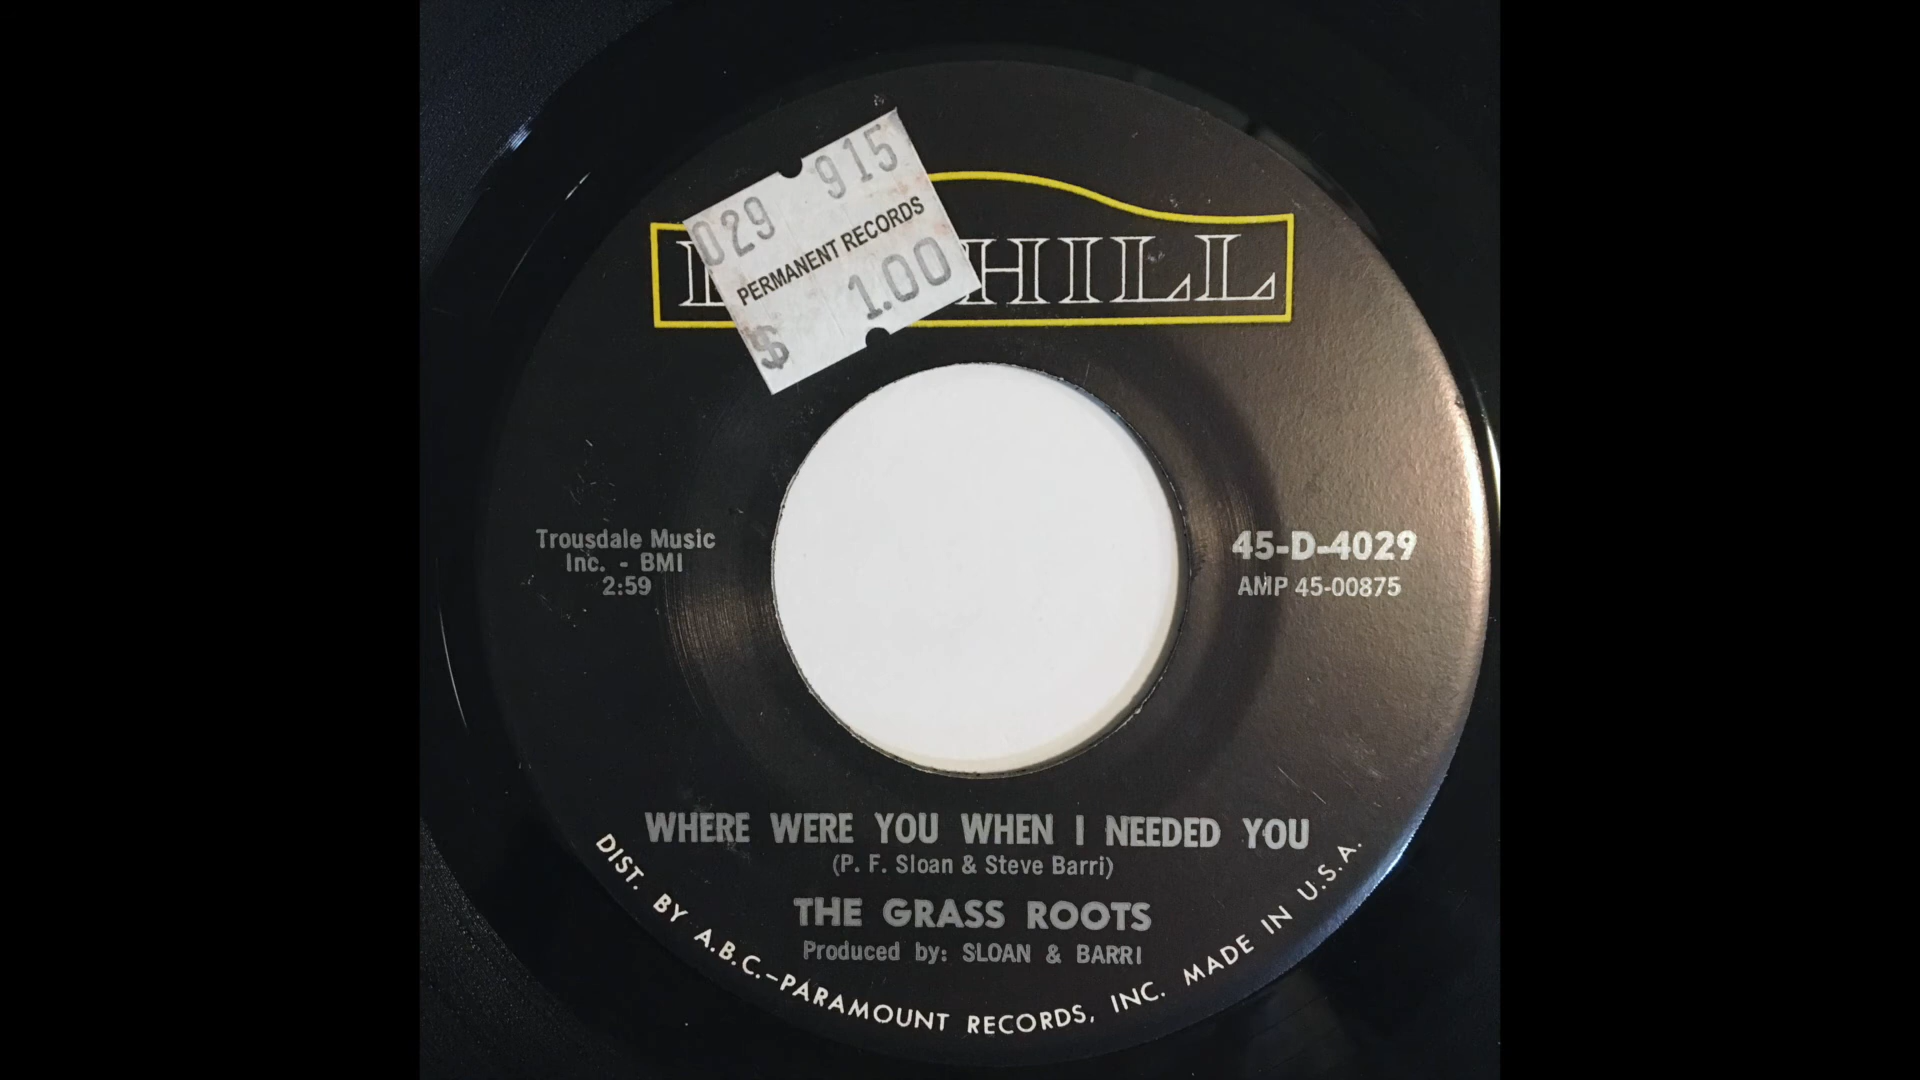 029 915
PERMANENT RECORDS
$ 1.00
HILL
Trousdale Music
Inc. - BMI
2:59
45-D-4029
AMP 45-00875
WHERE WERE YOU WHEN I NEEDED YOU
(P. F. Sloan & Steve Barri)
THE GRASS ROOTS
Produced by: SLOAN & BARRI
DIST. BY A.B.C.-PARAMOUNT RECORDS, INC. MADE IN U.S.A.